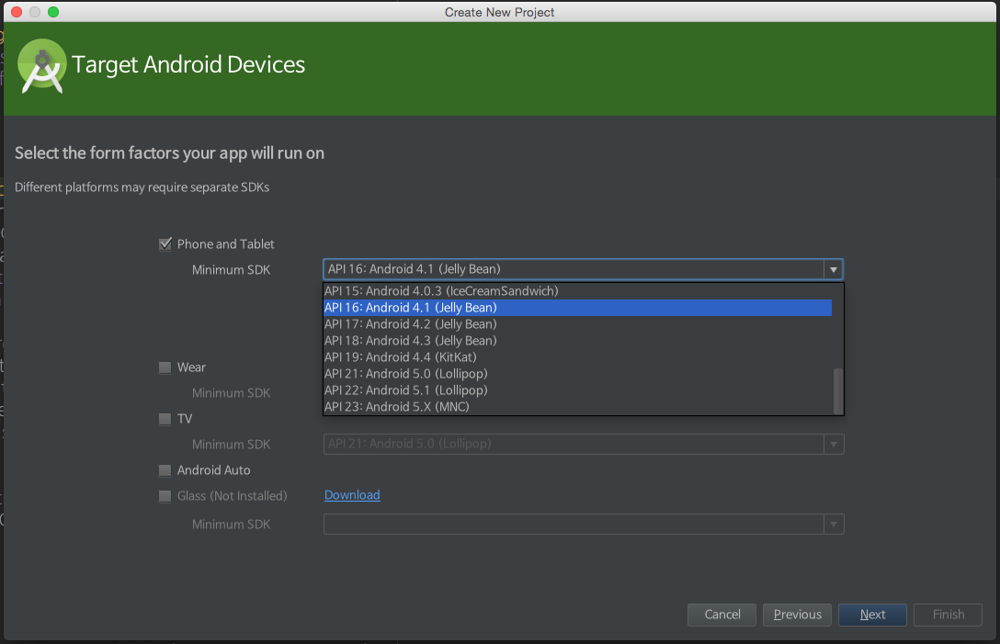 Create New Project
Target Android Devices
Select the form factors your app will run on
Different platforms may require separate SDKs
Phone and Tablet
Minimum SDK
API 16: Android 4.1 (Jelly Bean)
API 15: Android 4.0.3 (IceCreamSandwich)
API 16: Android 4.1 (Jelly Bean)
API 17: Android 4.2 (Jelly Bean)
API 18: Android 4.3 (Jelly Bean)
API 19: Android 4.4 (KitKat)
API 21: Android 5.0 (Lollipop)
API 22: Android 5.1 (Lollipop)
API 23: Android 5.X (MNC)
Wear
Minimum SDK
TV
Minimum SDK
API 21: Android 5.0 (Lollipop)
Android Auto
Glass (Not Installed)
Download
Minimum SDK
Cancel
Previous
Next
Finish